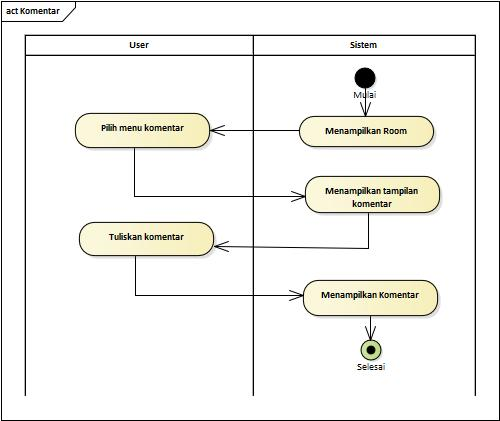 act Komentar
User
Sistem
Mulai
Menampilkan Room
Pilih menu komentar
Menampilkan tampilan
komentar
Tuliskan komentar
Menampilkan Komentar
Selesai